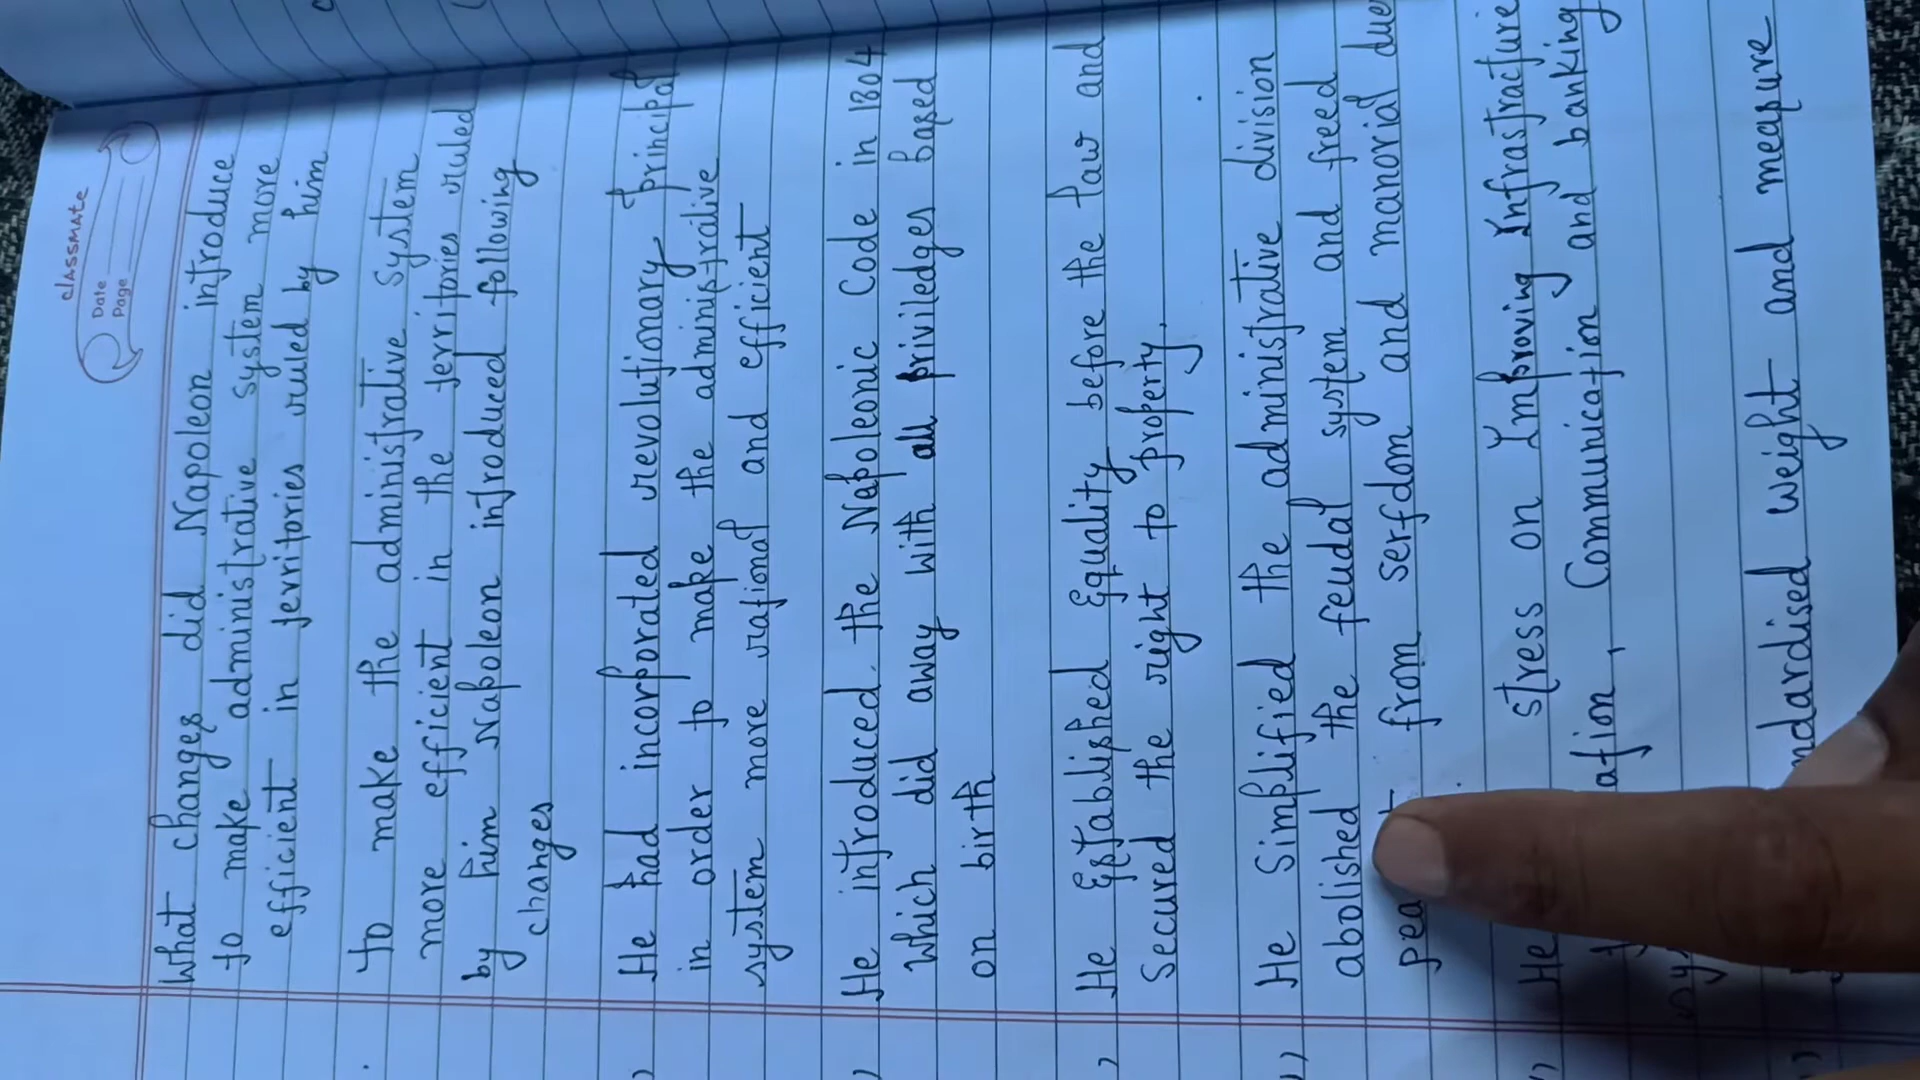 classmate
Date
Page
What changes did Napoleon introduce
to make administrative system more
efficient in territories ruled by him
to make the administrative system
more efficient in the territories ruled
by him Napoleon introduced following
changes
He had incorporated revolutionary principal
in order to make the administrative
system more rational and efficient
He introduced the Napoleonic Code in 1804
which did away with all priviledges based
on birth
He Established Equality before the law and
Secured the right to property.
He Simplified the administrative division
abolished the feudal system and freed
from serfdom and manorial due
He stress on Improving Infrastracture
Communication and banking
weight and measure